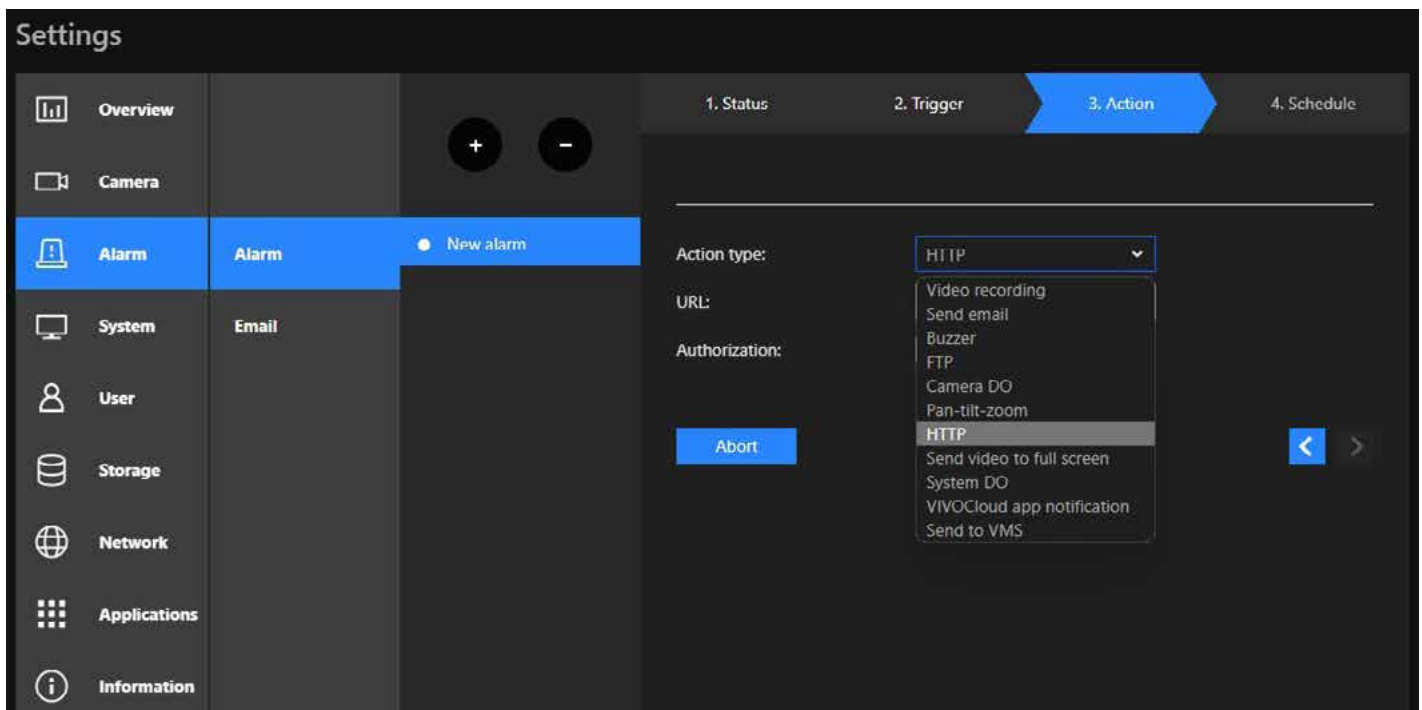 Settings
Overview
Camera
Alarm
System
User
Storage
Network
Applications
Information
Alarm
Email
+ -
New alarm
1. Status 2. Trigger 3. Action 4. Schedule
Action type: HTTP
URL:
Authorization:
Video recording
Send email
Buzzer
FTP
Camera DO
Pan-tilt-zoom
HTTP
Send video to full screen
System DO
VIVOCloud app notification
Send to VMS
Abort < >